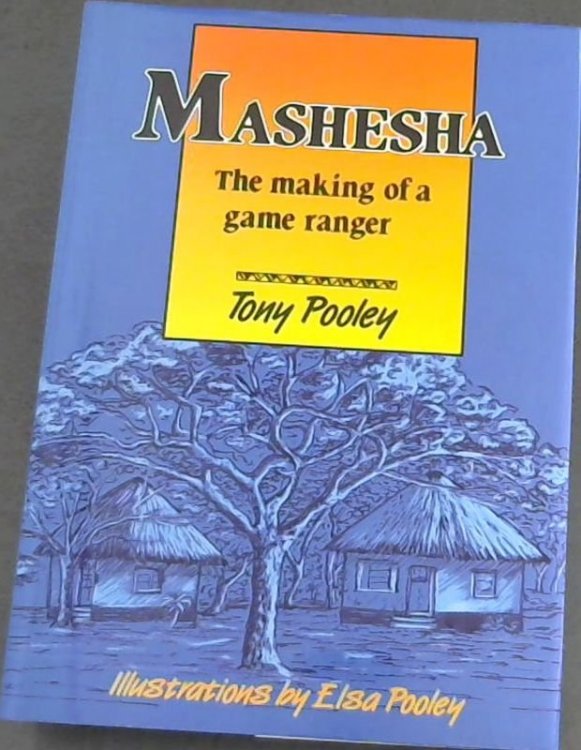 MASHESHA
The making of a
game ranger
Tony Pooley
Illustrations by Elsa Pooley